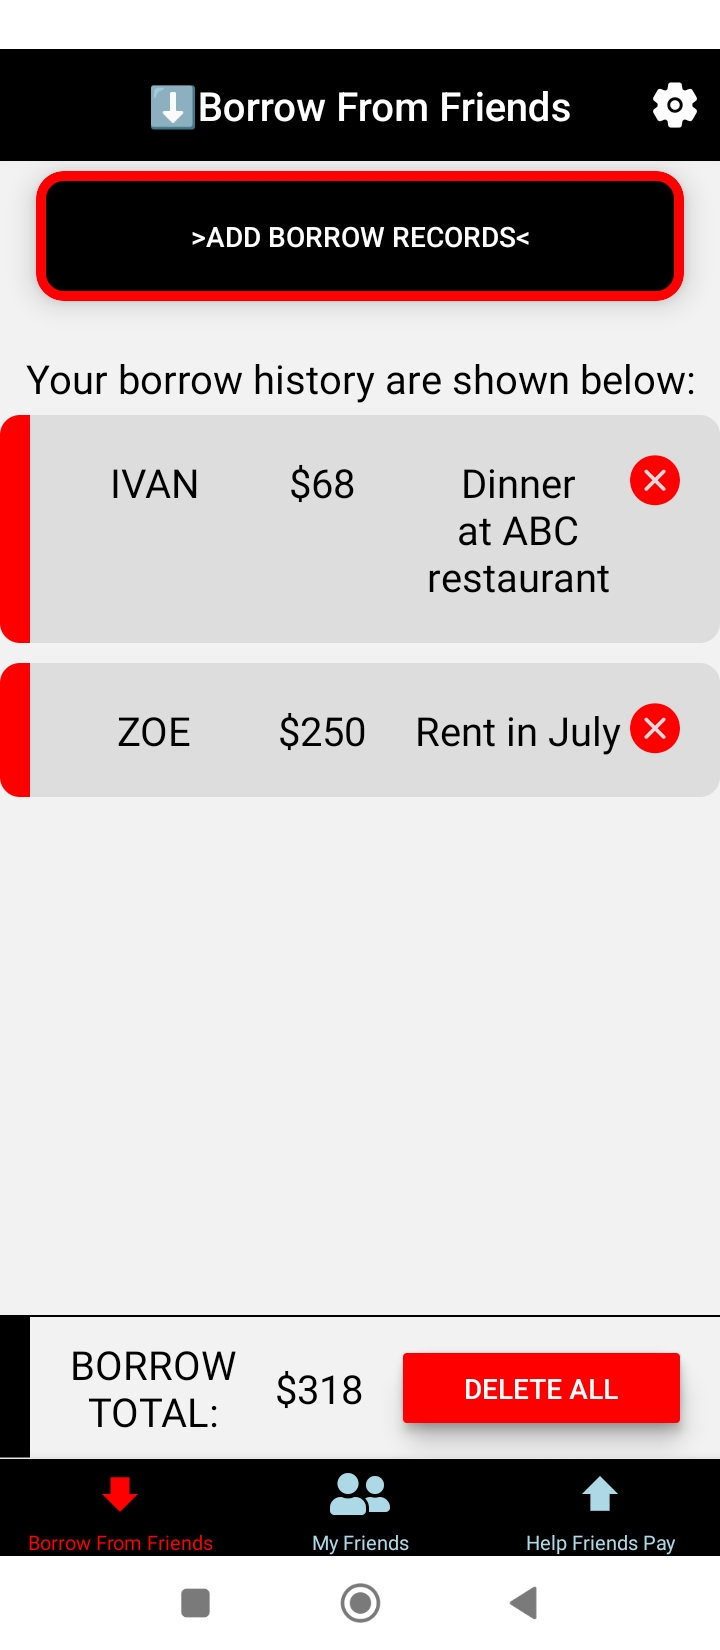 ⬇️Borrow From Friends
>ADD BORROW RECORDS<
Your borrow history are shown below:
IVAN $68 Dinner
at ABC
restaurant
ZOE $250 Rent in July
BORROW
TOTAL:
$318
DELETE ALL
Borrow From Friends
My Friends
Help Friends Pay